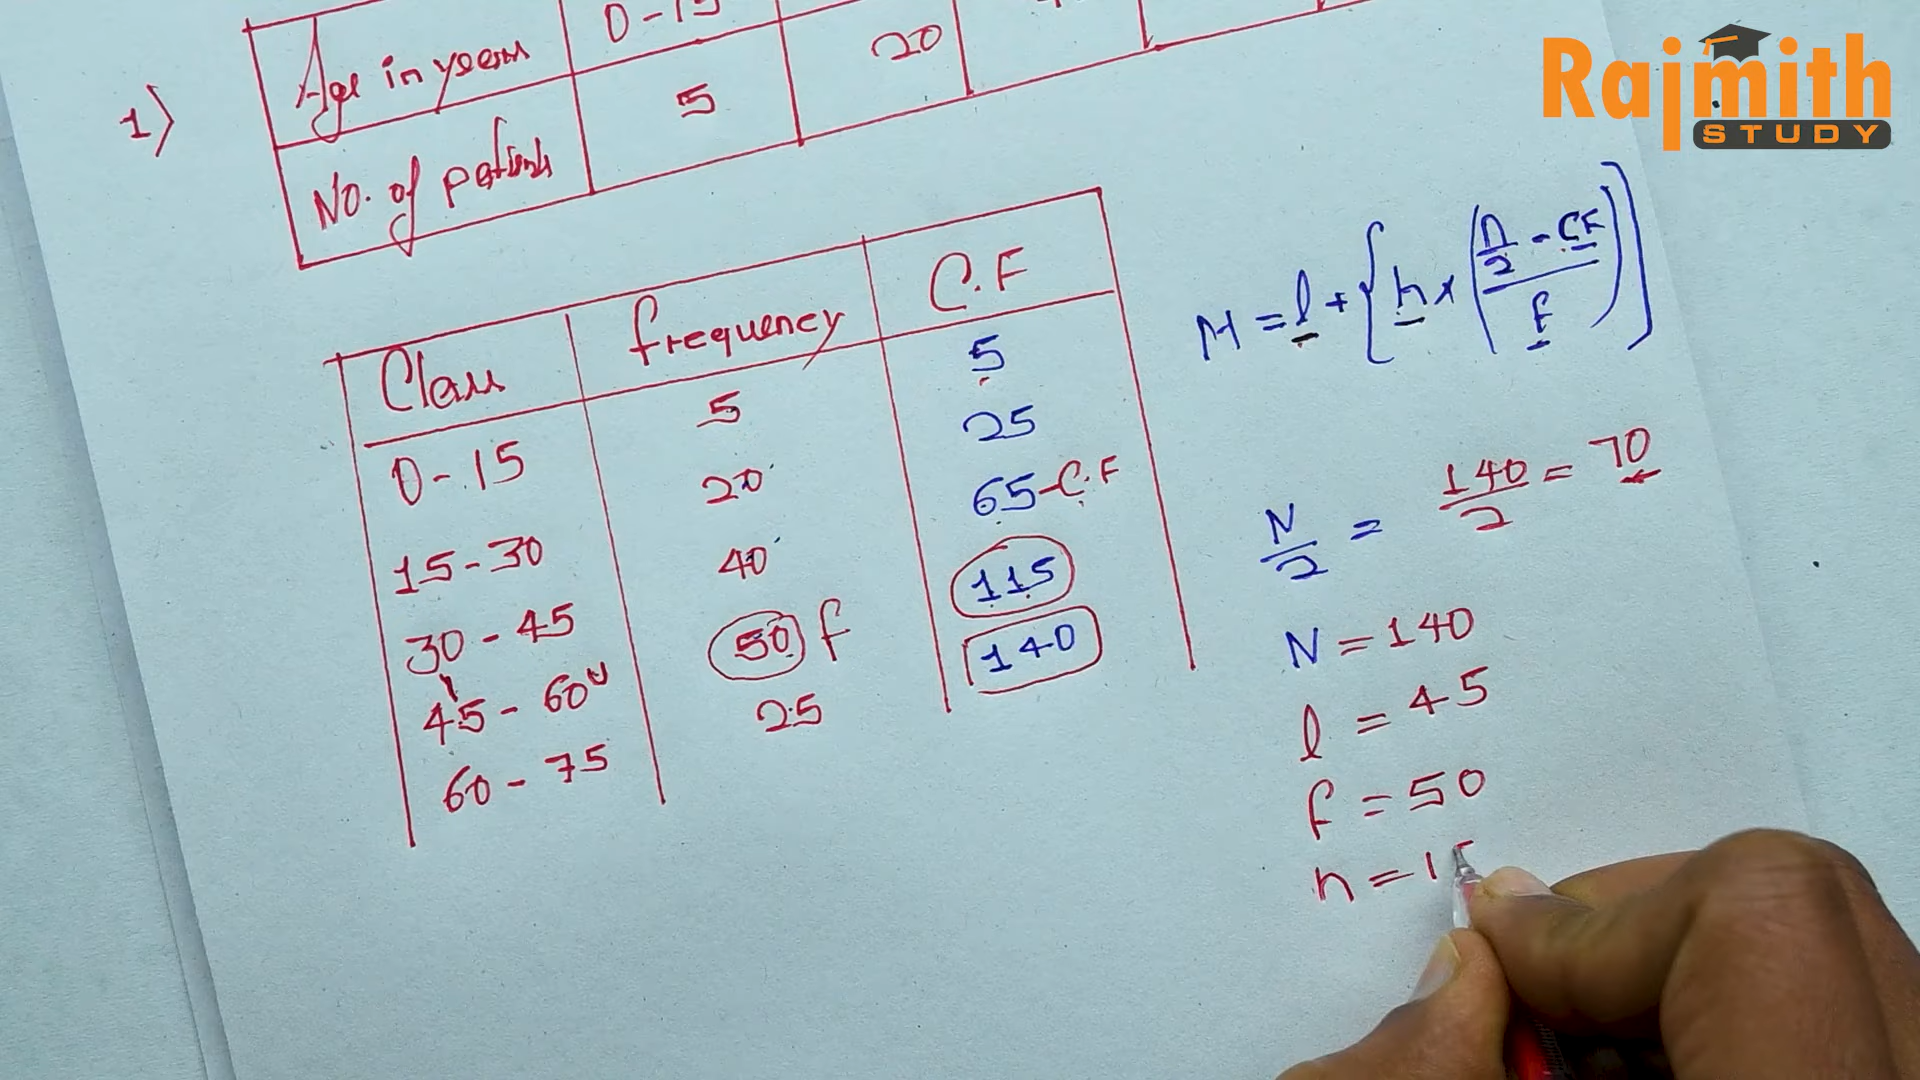 Rajmith
STUDY
1)
Age in years 0-15
No. of patients 5 20
M = l + { h x ( n/2 - CF / f ) }
Class frequency C.F
0-15 5 5
15-30 20 25
30-45 40 65-C.F
45-60 50 f 115
60-75 25 140
N/2 = 140/2 = 70
N = 140
l = 45
f = 50
h = 15